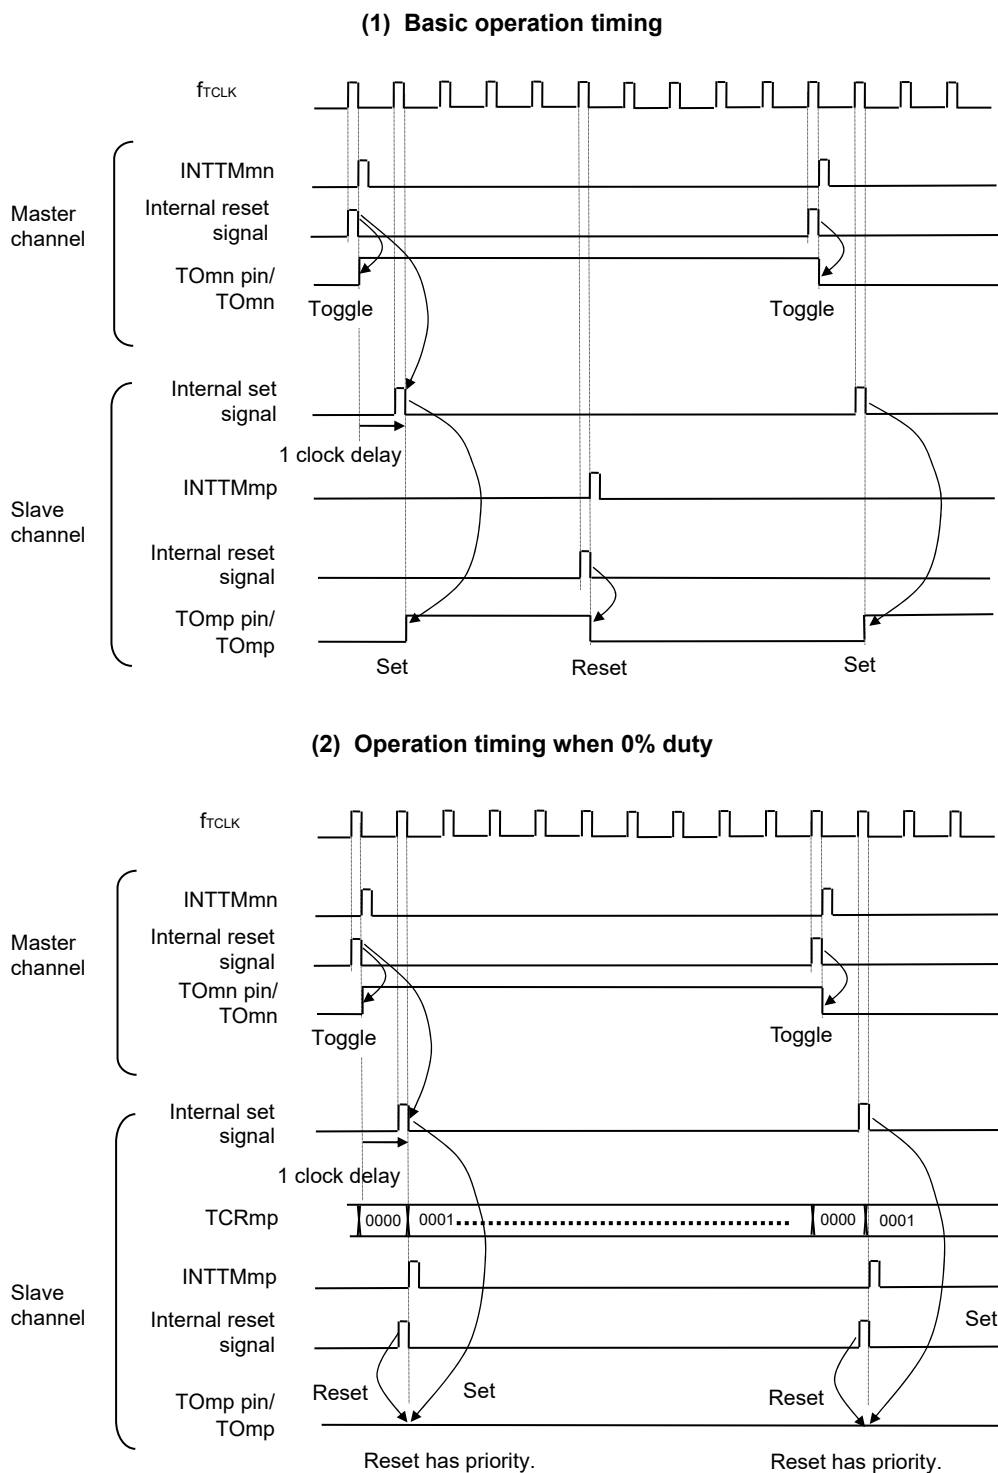 (1) Basic operation timing
fTCLK
INTTMmn
Master
channel
Internal reset
signal
TOmn pin/
TOmn
Toggle
Toggle
Internal set
signal
1 clock delay
INTTMmp
Slave
channel
Internal reset
signal
TOmp pin/
TOmp
Set
Reset
Set
(2) Operation timing when 0% duty
fTCLK
INTTMmn
Master
channel
Internal reset
signal
TOmn pin/
TOmn
Toggle
Toggle
Internal set
signal
1 clock delay
TCRmp
0000
0001
0000
0001
INTTMmp
Slave
channel
Internal reset
signal
Set
Reset
Set
Reset
TOmp pin/
TOmp
Reset has priority.
Reset has priority.